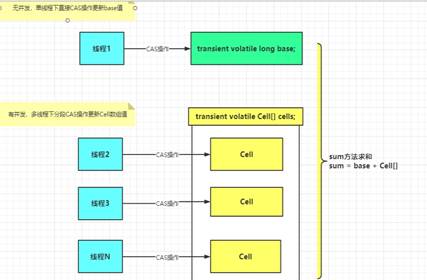 无并发，单线程下直接CAS操作更新base值
线程1
CAS操作
transient volatile long base;
有并发，多线程下分段CAS操作更新Cell数组值
transient volatile Cell[] cells;
线程2
CAS操作
Cell
sum方法求和
sum = base + Cell[]
线程3
CAS操作
Cell
线程N
CAS操作
Cell